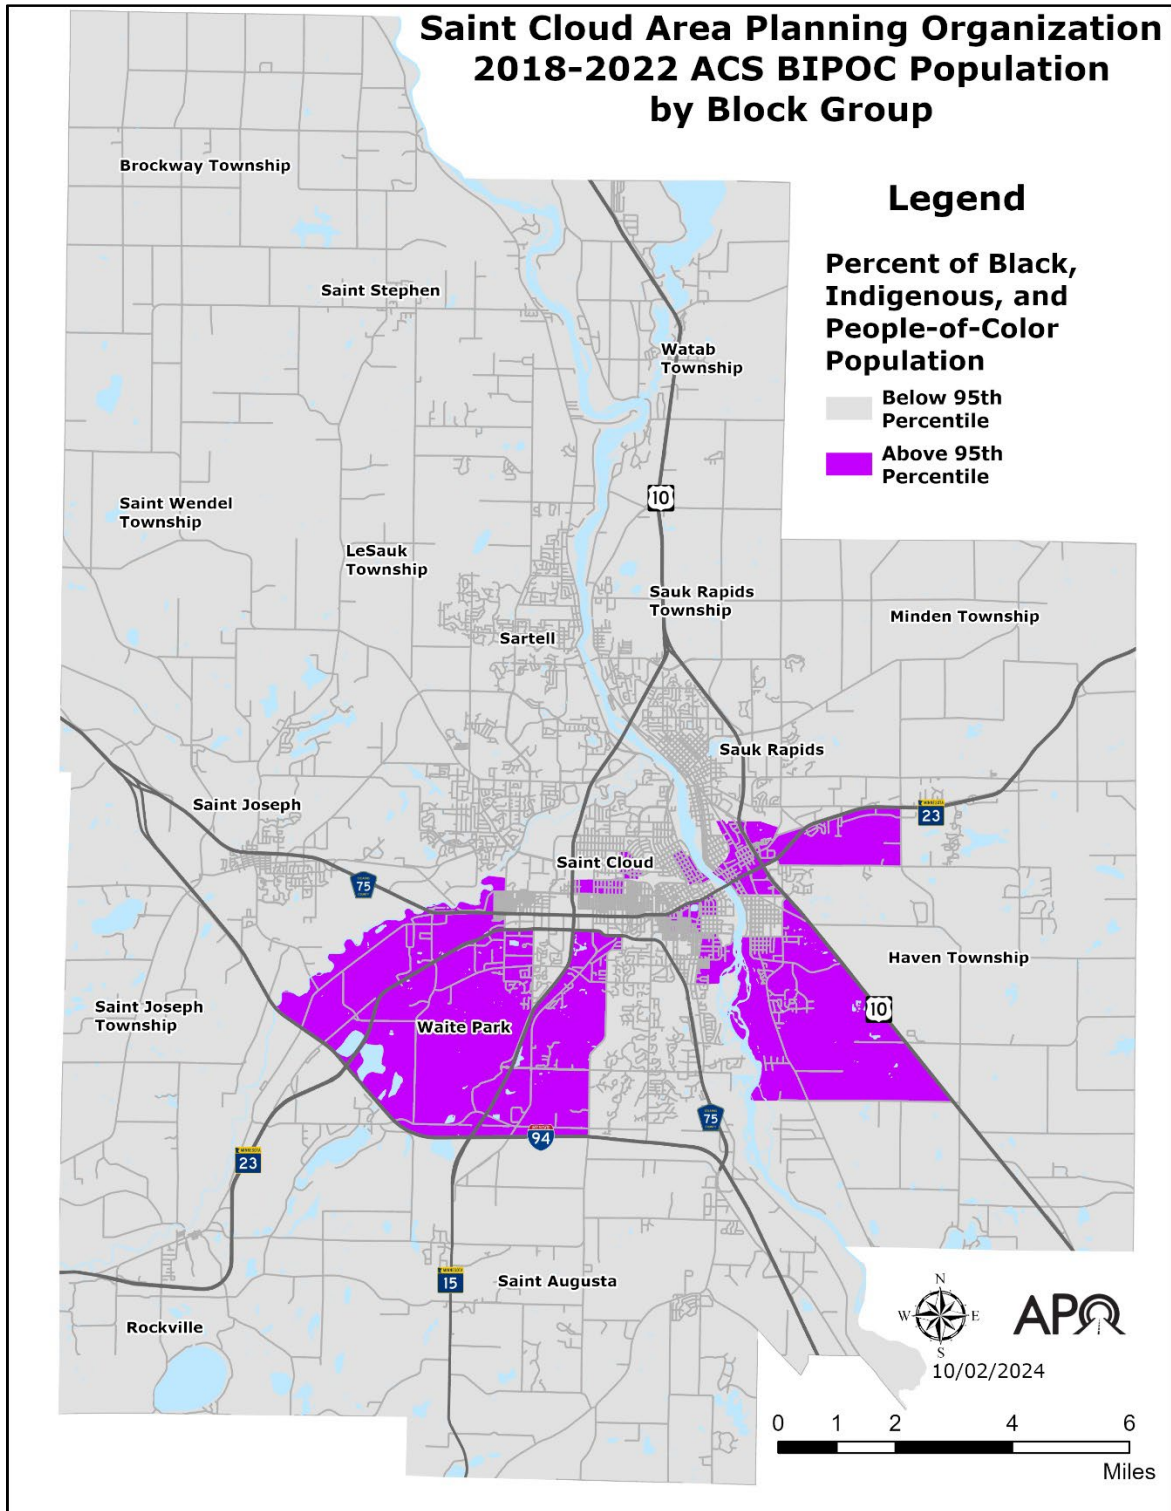 Saint Cloud Area Planning Organization
2018-2022 ACS BIPOC Population
by Block Group
Legend
Percent of Black,
Indigenous, and
People-of-Color
Population
Below 95th
Percentile
Above 95th
Percentile
Brockway Township
Saint Stephen
Watab
Township
10
Saint Wendel
Township
LeSauk
Township
Sauk Rapids
Township
Minden Township
Sartell
Sauk Rapids
Saint Joseph
MINNESOTA
23
Saint Cloud
75
Haven Township
Saint Joseph
Township
Waite Park
10
75
94
MINNESOTA
23
MINNESOTA
15
Saint Augusta
Rockville
N
W
E
S
APO
10/02/2024
0
1
2
4
6
Miles